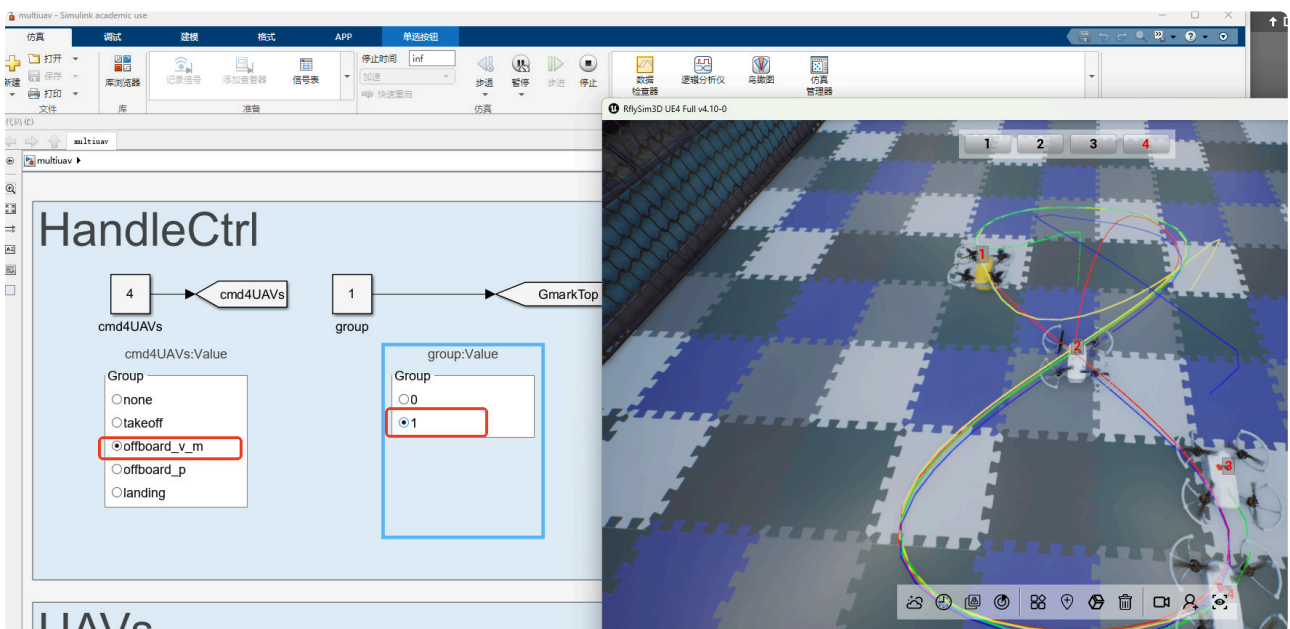 multiuav - Simulink academic use
仿真 调试 建模 格式 APP 单选按钮
新建 打开 保存 打印 文件
库浏览器 库
记录信号 添加查看器 信号表 准备
停止时间 inf
加速
快速重启
步退 暂停 步进 停止
仿真
数据检查器 逻辑分析仪 鸟瞰图 仿真管理器
代码(C)
multiuav
multiuav
HandleCtrl
4 cmd4UAVs 1 GmarkTop
cmd4UAVs group
cmd4UAVs:Value group:Value
Group
none
takeoff
offboard_v_m
offboard_p
landing
Group
0
1
UAVs
RflySim3D UE4 Full v4.10-0
1 2 3 4
1
2
3